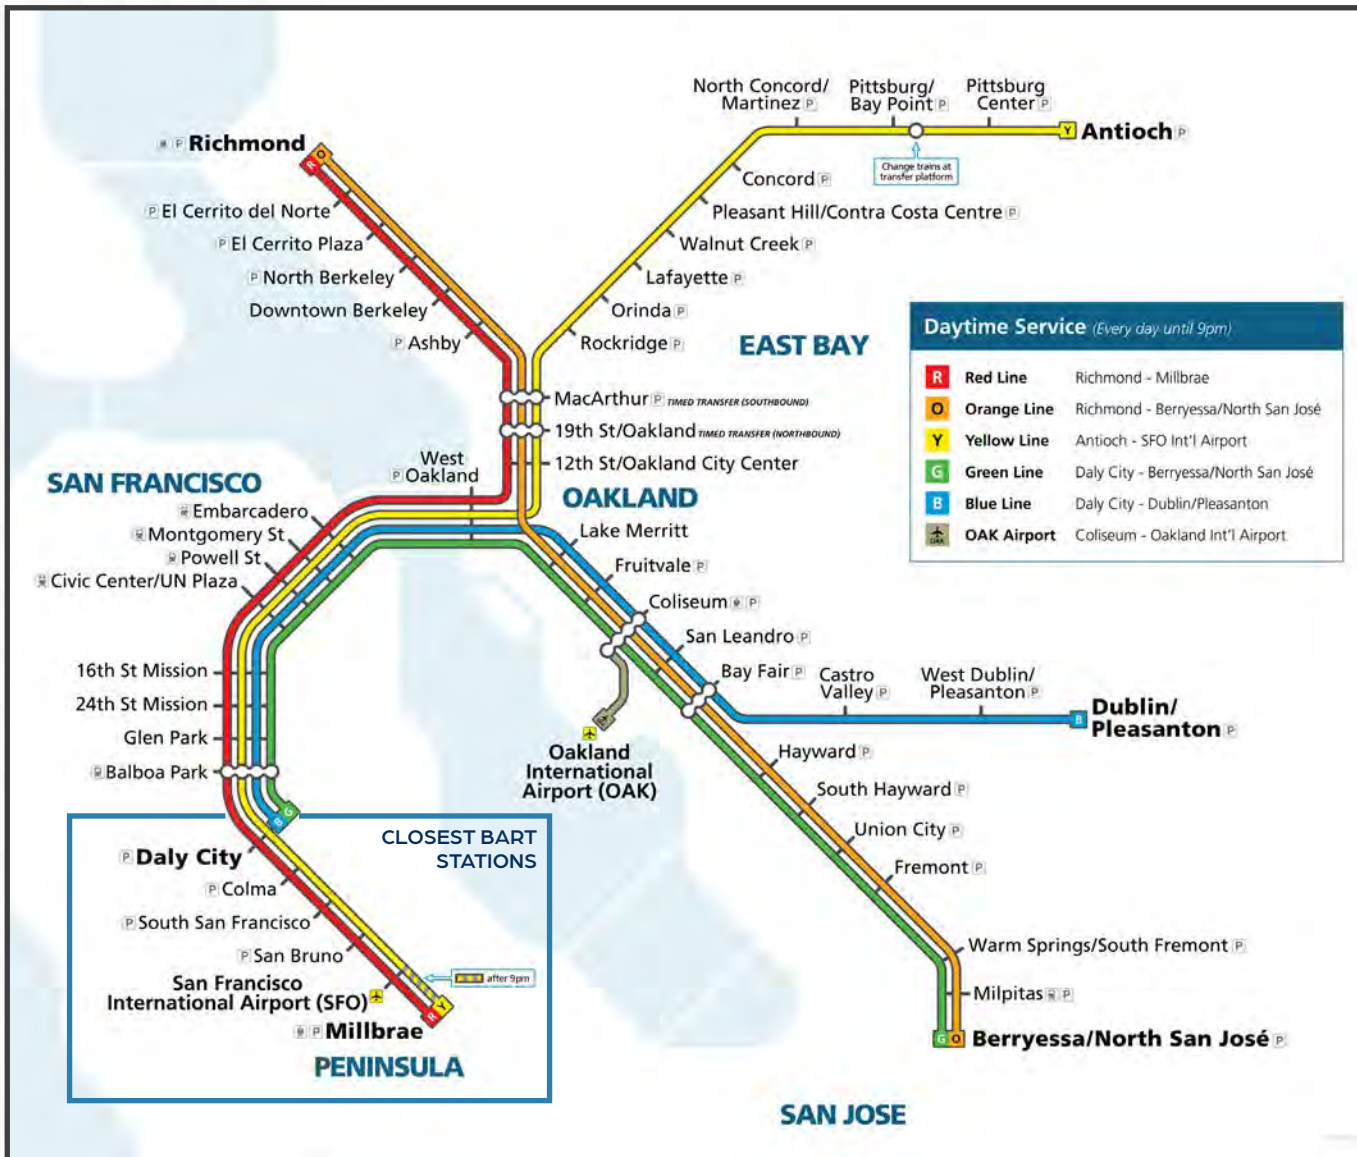 North Concord/
Martinez P
Pittsburg/
Bay Point P
Pittsburg
Center P
Y
Antioch P
Change trains at
transfer platform
P Richmond
O
R
P El Cerrito del Norte
P El Cerrito Plaza
P North Berkeley
Downtown Berkeley
P Ashby
Concord P
Pleasant Hill/Contra Costa Centre P
Walnut Creek P
Lafayette P
Orinda P
Rockridge P
EAST BAY
MacArthur P TIMED TRANSFER (SOUTHBOUND)
19th St/Oakland TIMED TRANSFER (NORTHBOUND)
12th St/Oakland City Center
Daytime Service (Every day until 9pm)
R Red Line Richmond - Millbrae
O Orange Line Richmond - Berryessa/North San José
Y Yellow Line Antioch - SFO Int'l Airport
G Green Line Daly City - Berryessa/North San José
B Blue Line Daly City - Dublin/Pleasanton
OAK OAK Airport Coliseum - Oakland Int'l Airport
West
P Oakland
SAN FRANCISCO
OAKLAND
Embarcadero
Montgomery St
Powell St
Civic Center/UN Plaza
16th St Mission
24th St Mission
Glen Park
Balboa Park
Lake Merritt
Fruitvale P
Coliseum P
San Leandro P
Bay Fair P
Castro
Valley P
West Dublin/
Pleasanton P
B
Dublin/
Pleasanton P
Oakland
International
Airport (OAK)
Hayward P
South Hayward P
Union City P
Fremont P
Warm Springs/South Fremont P
Milpitas P
G O
Berryessa/North San José P
G
B
CLOSEST BART
STATIONS
P Daly City
P Colma
P South San Francisco
P San Bruno
San Francisco
International Airport (SFO)
after 9pm
Y
R
P Millbrae
PENINSULA
SAN JOSE